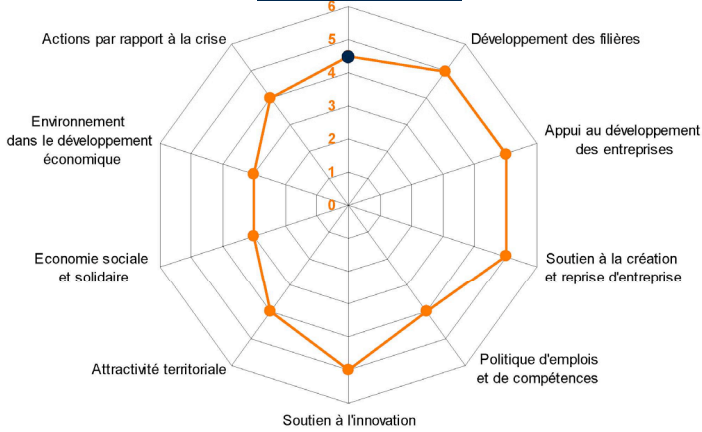 6
Actions par rapport à la crise
5
Développement des filières
4
Environnement
dans le développement
économique
3
Appui au développement
des entreprises
2
1
0
Economie sociale
et solidaire
Soutien à la création
et reprise d'entreprise
Attractivité territoriale
Politique d'emplois
et de compétences
Soutien à l'innovation